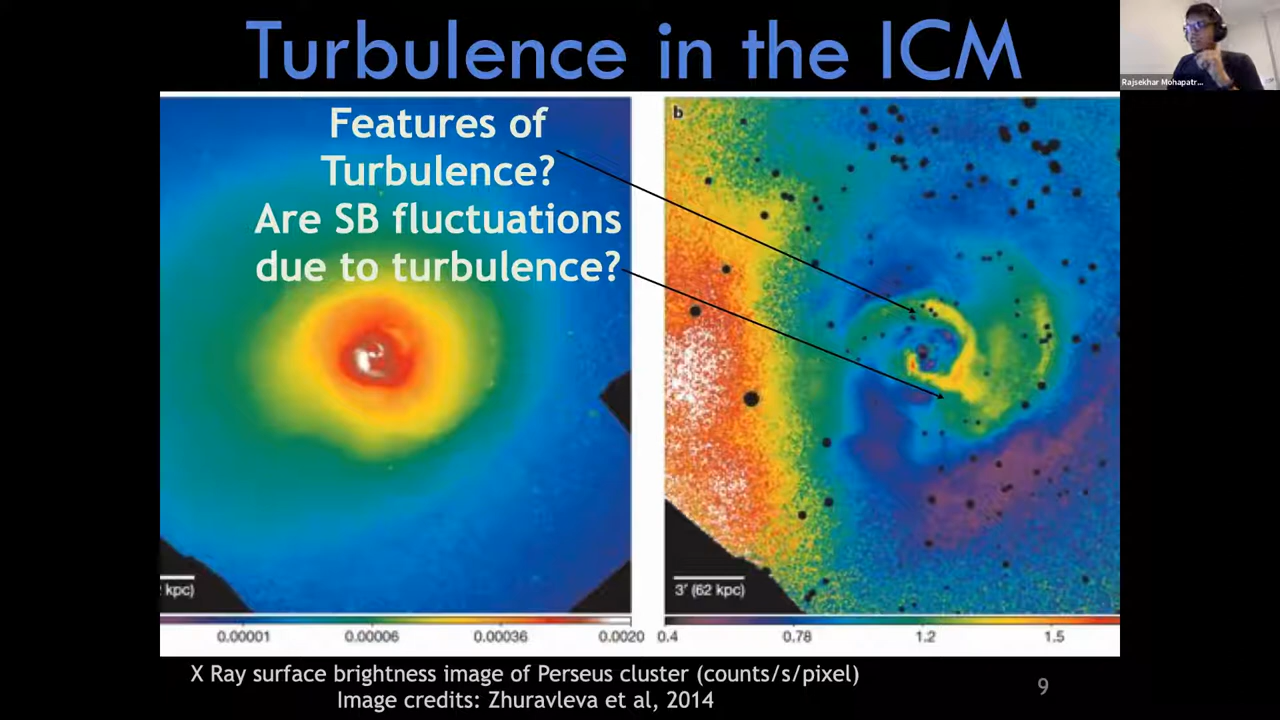 Turbulence in the ICM
Rajsekhar Mohapatr...
Features of
Turbulence?
Are SB fluctuations
due to turbulence?
b
kpc)
3′ (62 kpc)
0.00001 0.00006 0.00036 0.0020
0.4 0.78 1.2 1.5
X Ray surface brightness image of Perseus cluster (counts/s/pixel)
Image credits: Zhuravleva et al, 2014
9